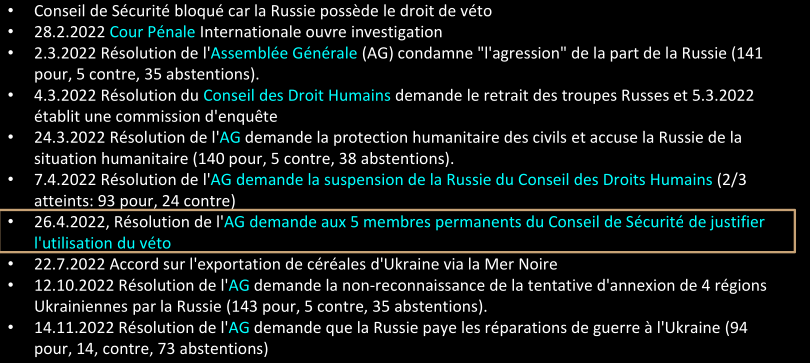 • Conseil de Sécurité bloqué car la Russie possède le droit de véto
• 28.2.2022 Cour Pénale Internationale ouvre investigation
• 2.3.2022 Résolution de l'Assemblée Générale (AG) condamne "l'agression" de la part de la Russie (141
pour, 5 contre, 35 abstentions).
• 4.3.2022 Résolution du Conseil des Droit Humains demande le retrait des troupes Russes et 5.3.2022
établit une commission d'enquête
• 24.3.2022 Résolution de l'AG demande la protection humanitaire des civils et accuse la Russie de la
situation humanitaire (140 pour, 5 contre, 38 abstentions).
• 7.4.2022 Résolution de l'AG demande la suspension de la Russie du Conseil des Droits Humains (2/3
atteints: 93 pour, 24 contre)
• 26.4.2022, Résolution de l'AG demande aux 5 membres permanents du Conseil de Sécurité de justifier
l'utilisation du véto
• 22.7.2022 Accord sur l'exportation de céréales d'Ukraine via la Mer Noire
• 12.10.2022 Résolution de l'AG demande la non-reconnaissance de la tentative d'annexion de 4 régions
Ukrainiennes par la Russie (143 pour, 5 contre, 35 abstentions).
• 14.11.2022 Résolution de l'AG demande que la Russie paye les réparations de guerre à l'Ukraine (94
pour, 14, contre, 73 abstentions)